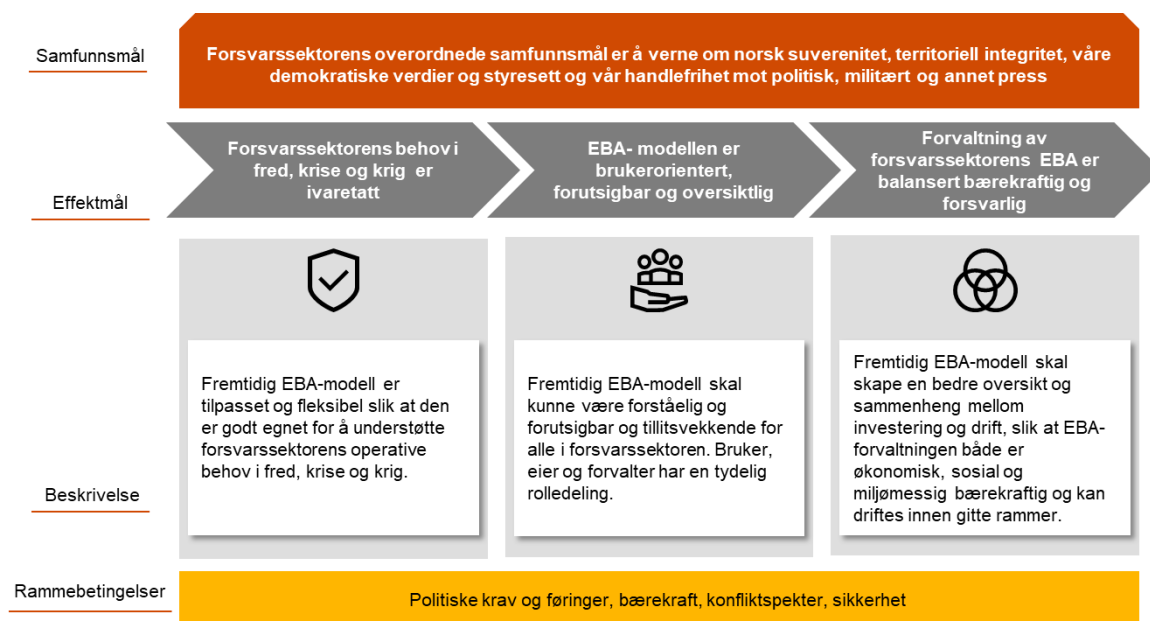 Samfunnsmål
Forsvarssektorens overordnede samfunnsmål er å verne om norsk suverenitet, territoriell integritet, våre
demokratiske verdier og styresett og vår handlefrihet mot politisk, militært og annet press
Effektmål
Forsvarssektorens behov i
fred, krise og krig er
ivaretatt
EBA- modellen er
brukerorientert,
forutsigbar og oversiktlig
Forvaltning av
forsvarssektorens EBA er
balansert bærekraftig og
forsvarlig
Beskrivelse
Fremtidig EBA-modell er
tilpasset og fleksibel slik at den
er godt egnet for å understøtte
forsvarssektorens operative
behov i fred, krise og krig.
Fremtidig EBA-modell skal
kunne være forståelig og
forutsigbar og tillitsvekkende for
alle i forsvarssektoren. Bruker,
eier og forvalter har en tydelig
rolledeling.
Fremtidig EBA-modell skal
skape en bedre oversikt og
sammenheng mellom
investering og drift, slik at EBA-
forvaltningen både er
økonomisk, sosial og
miljømessig bærekraftig og kan
driftes innen gitte rammer.
Rammebetingelser
Politiske krav og føringer, bærekraft, konfliktspekter, sikkerhet